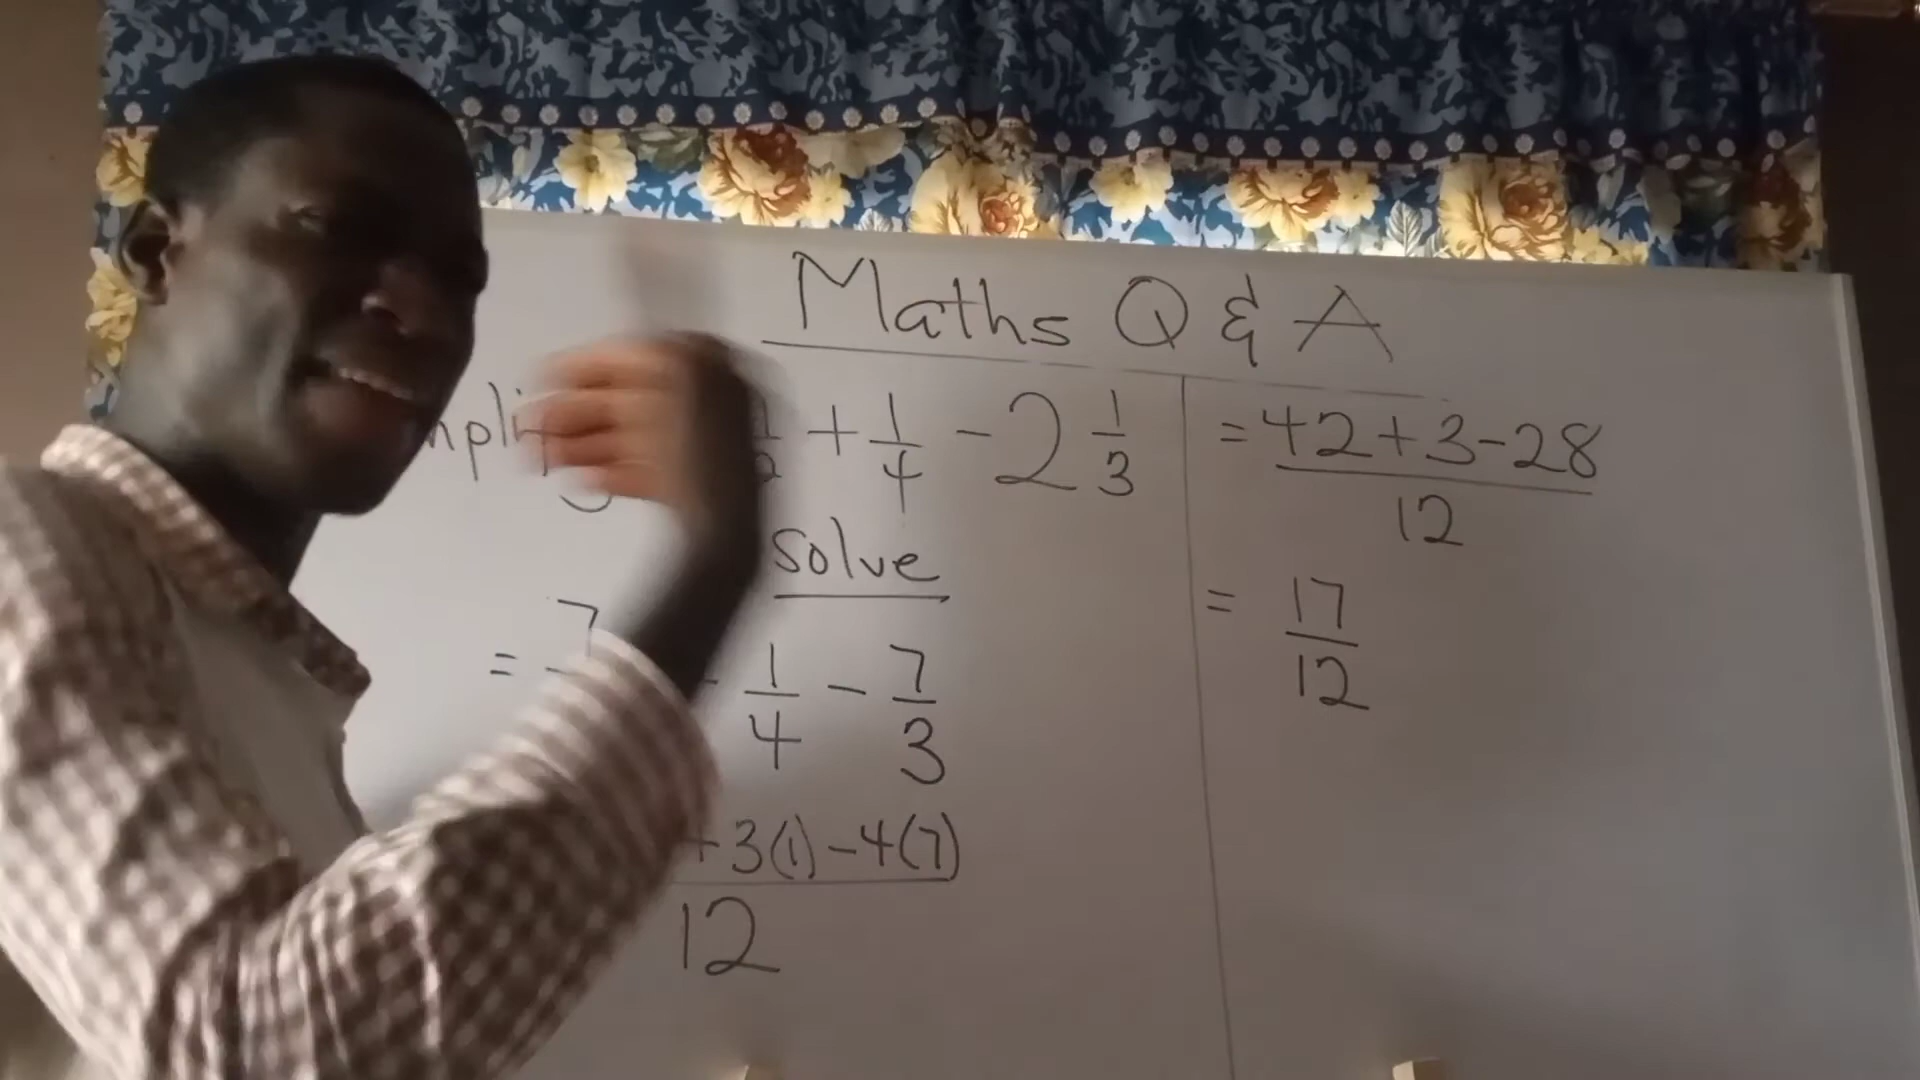 Maths Q & A
+ 1/4 - 2 1/3
solve
= 7 - 1/4 - 7/3
+ 3(1) - 4(7)
12
= 42+3-28
12
= 17/12